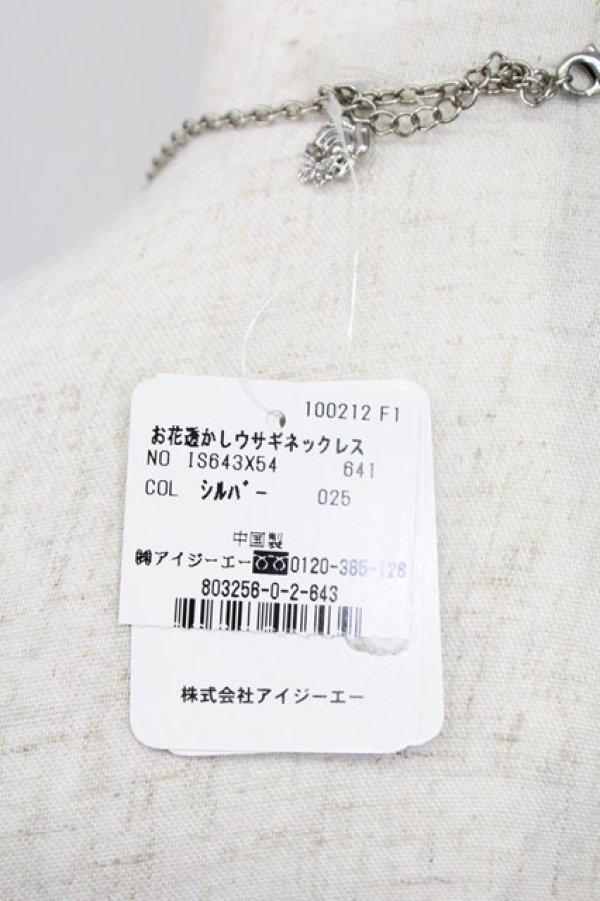 100212 F1
お花透かしウサギネックレス
NO IS643X54 641
COL シルバー 025
中国製
㈱アイジーエー 0120-365-128
803256-0-2-643
株式会社アイジーエー